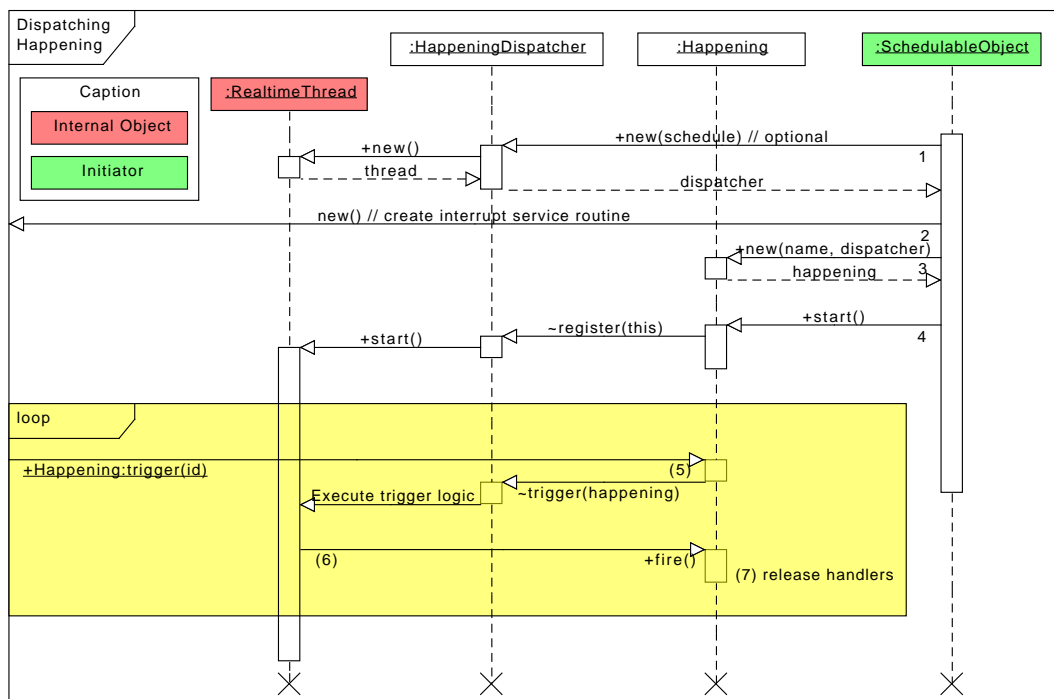 Dispatching
Happening
:HappeningDispatcher
:Happening
:SchedulableObject
Caption
:RealtimeThread
Internal Object
Initiator
+new(schedule) // optional
1
+new()
thread
dispatcher
new() // create interrupt service routine
2
+new(name, dispatcher)
happening
3
+start()
~register(this)
+start()
4
loop
+Happening:trigger(id)
(5)
~trigger(happening)
Execute trigger logic
(6)
+fire()
(7) release handlers